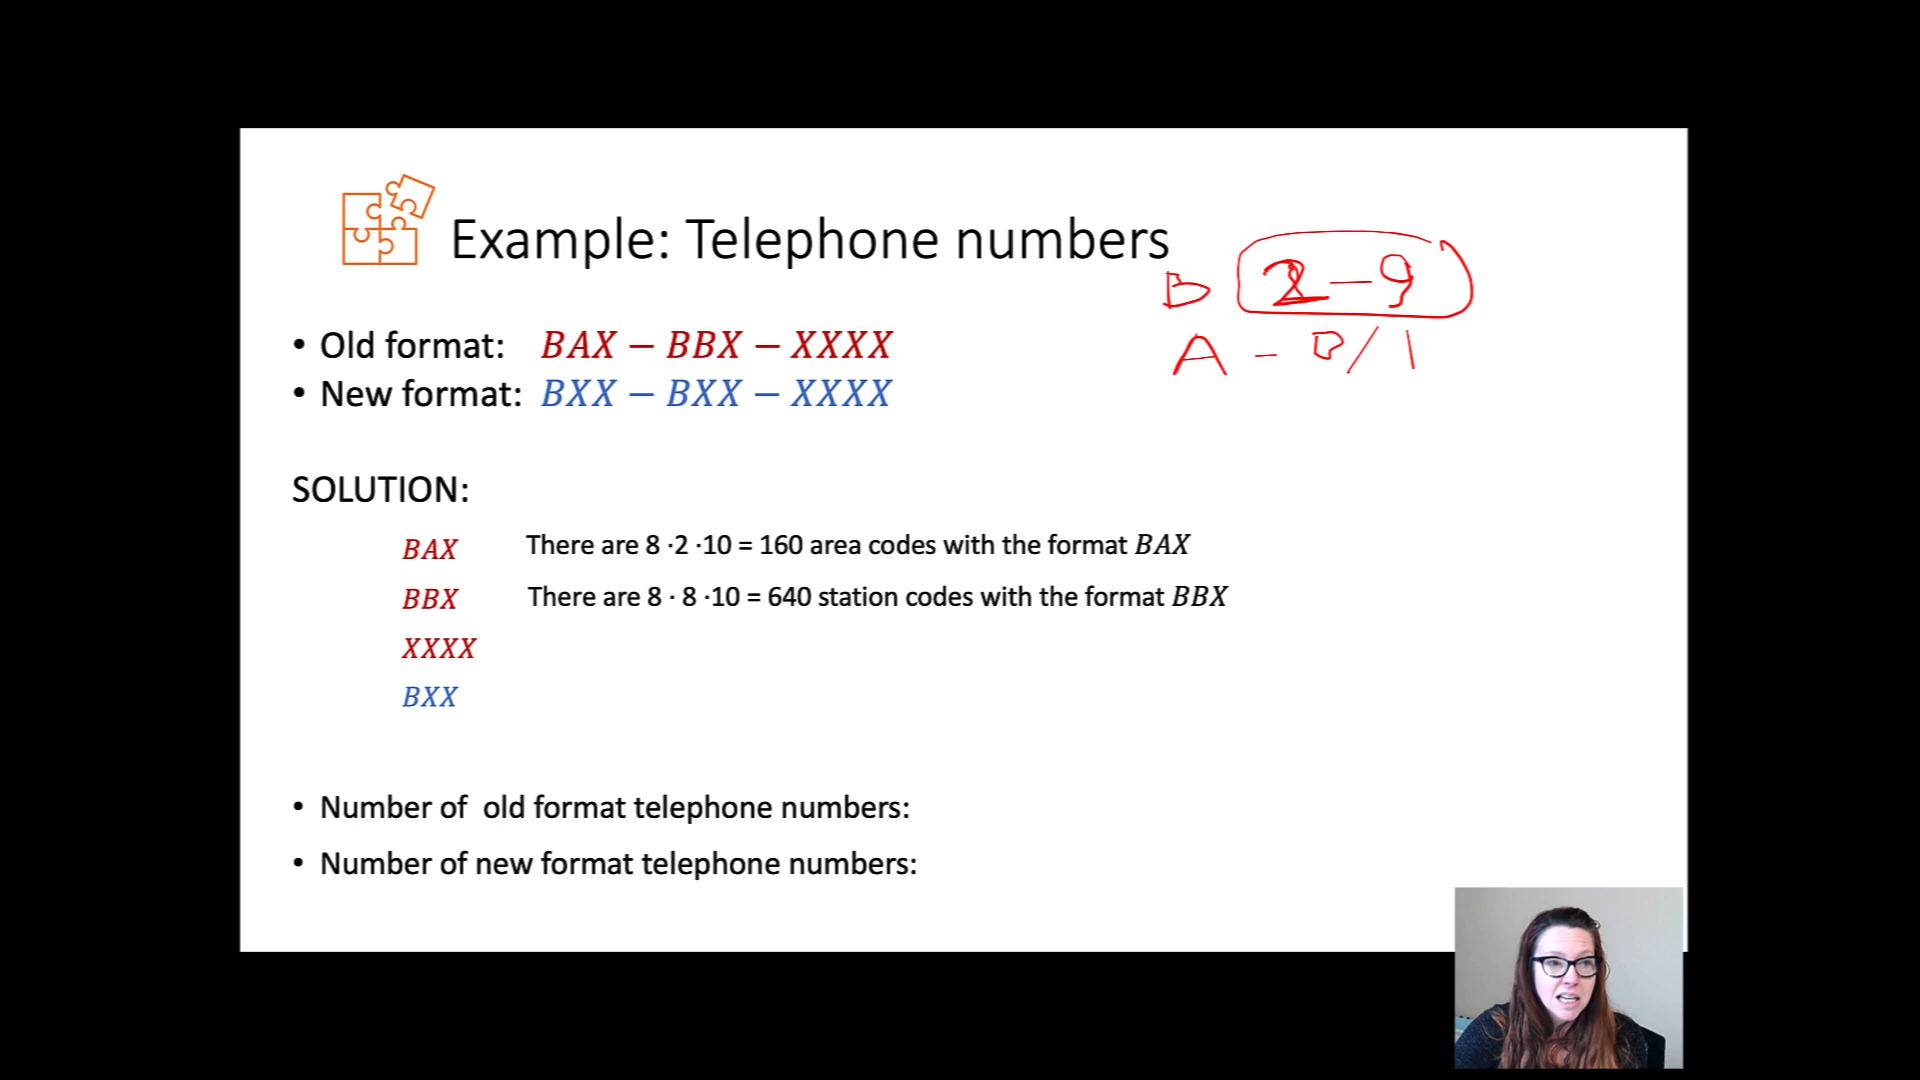 Example: Telephone numbers
B 2 – 9
A – 0 / 1
• Old format: BAX – BBX – XXXX
• New format: BXX – BXX – XXXX
SOLUTION:
BAX There are 8 ·2 ·10 = 160 area codes with the format BAX
BBX There are 8 · 8 ·10 = 640 station codes with the format BBX
XXXX
BXX
• Number of old format telephone numbers:
• Number of new format telephone numbers: